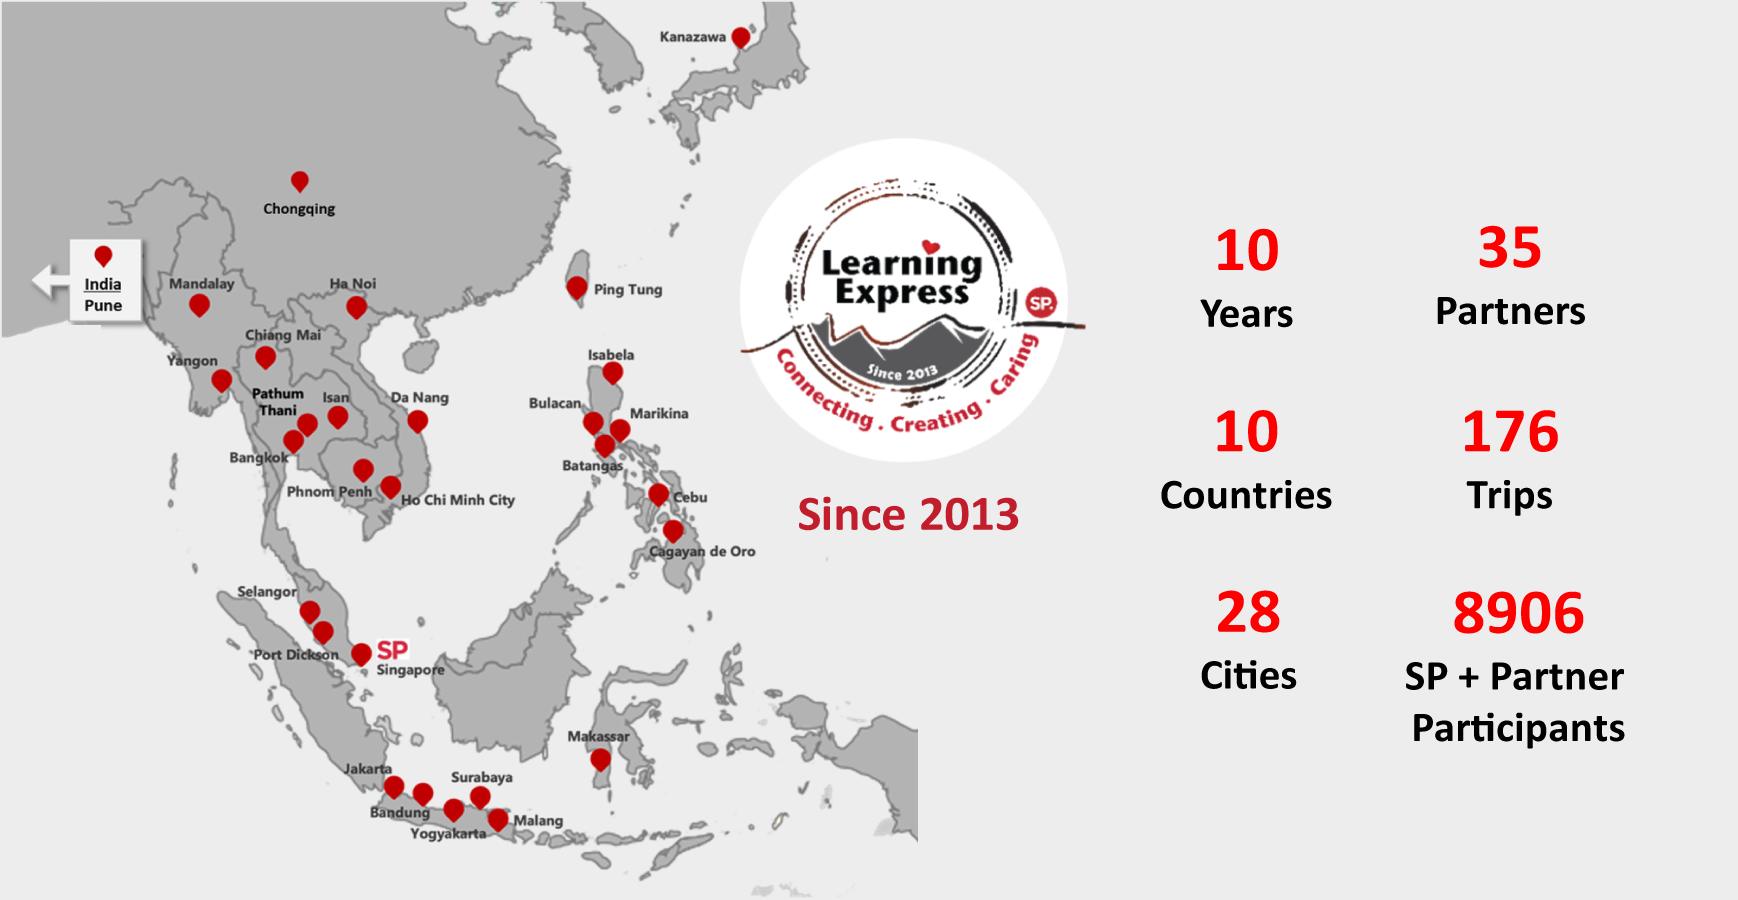 Kanazawa
Chongqing
India
Pune
Mandalay
Ha Noi
Ping Tung
Chiang Mai
Yangon
Isabela
Pathum
Thani
Isan
Da Nang
Bulacan
Marikina
Bangkok
Batangas
Phnom Penh
Ho Chi Minh City
Cebu
Cagayan de Oro
Selangor
Port Dickson
SP
Singapore
Makassar
Jakarta
Surabaya
Bandung
Malang
Yogyakarta
Learning
Express
SP.
Since 2013
Connecting . Creating . Caring
Since 2013
10
Years
35
Partners
10
Countries
176
Trips
28
Cities
8906
SP + Partner
Participants